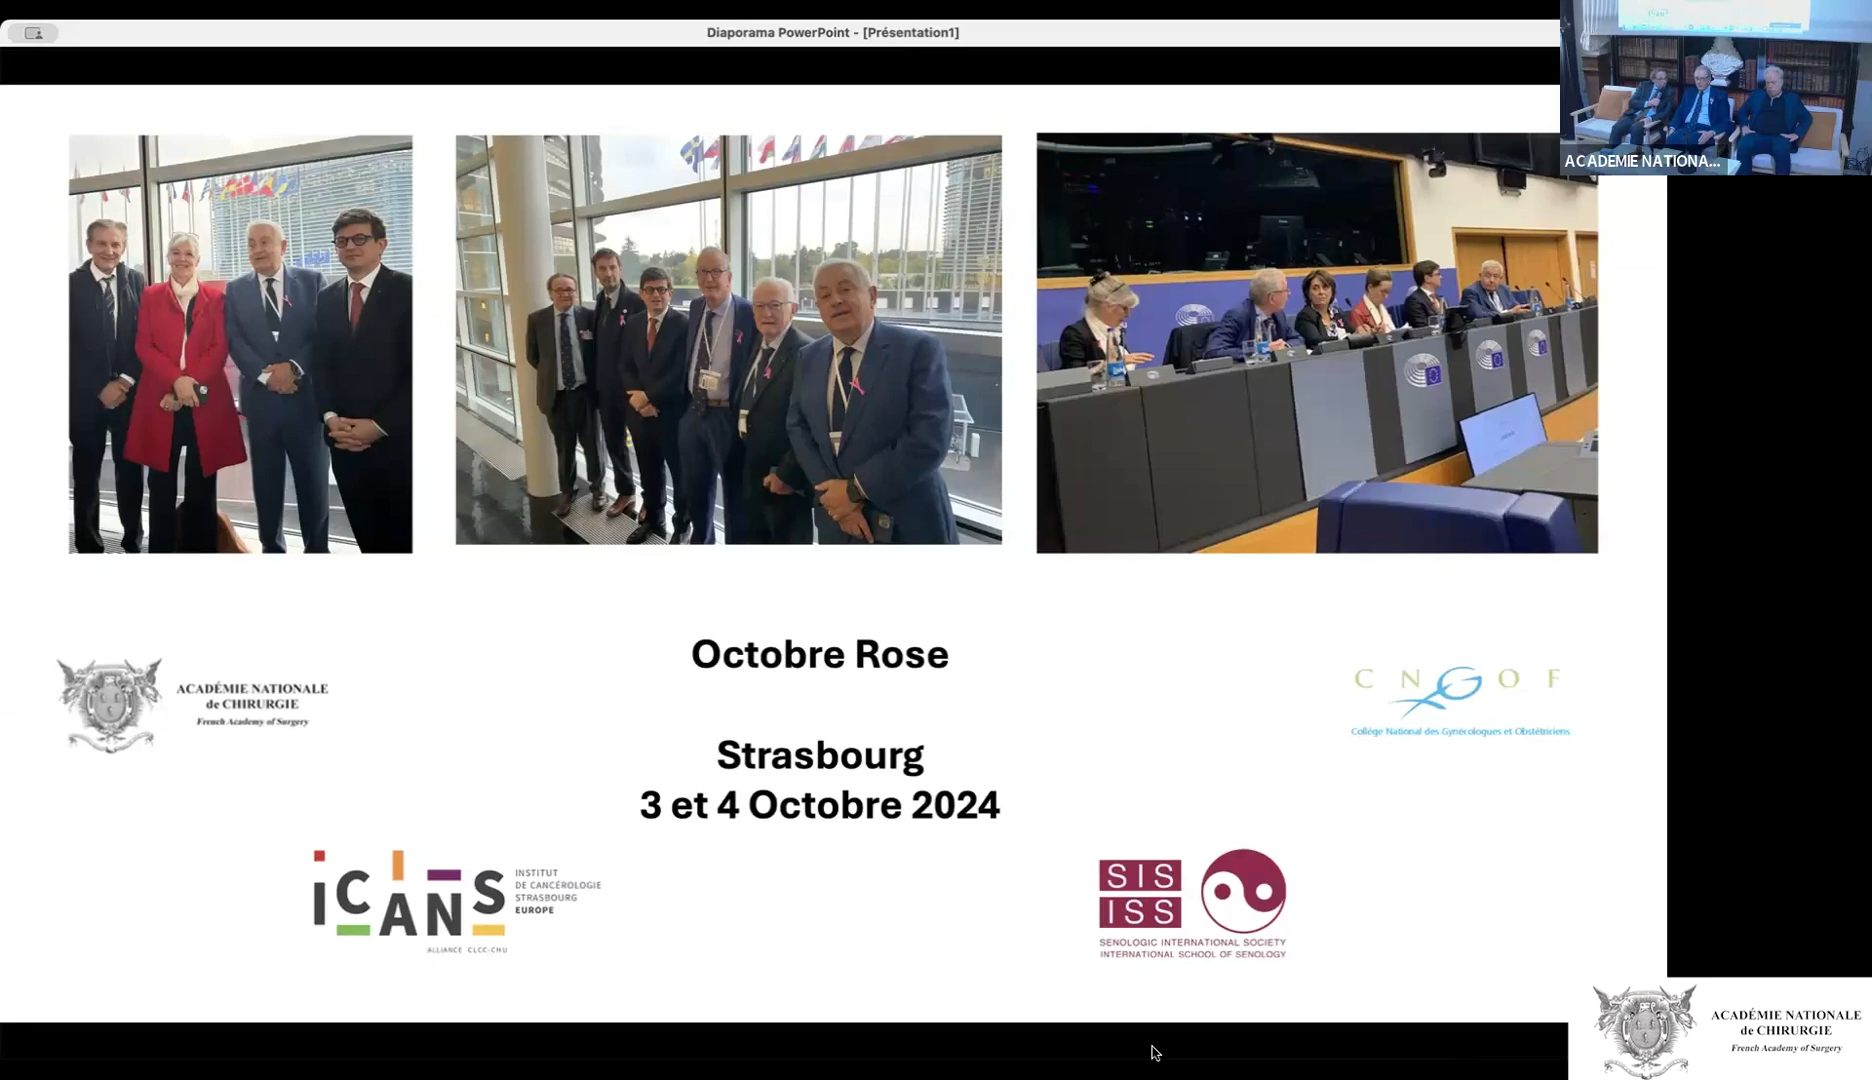 Diaporama PowerPoint - [Présentation1]
ACADEMIE NATIONA...
Octobre Rose
ACADÉMIE NATIONALE
de CHIRURGIE
French Academy of Surgery
C N G O F
Collège National des Gynécologues et Obstétriciens
Strasbourg
3 et 4 Octobre 2024
iCANS
INSTITUT
DE CANCÉROLOGIE
STRASBOURG
EUROPE
ALLIANCE CLCC-CHU
SIS
ISS
SENOLOGIC INTERNATIONAL SOCIETY
INTERNATIONAL SCHOOL OF SENOLOGY
ACADÉMIE NATIONALE
de CHIRURGIE
French Academy of Surgery